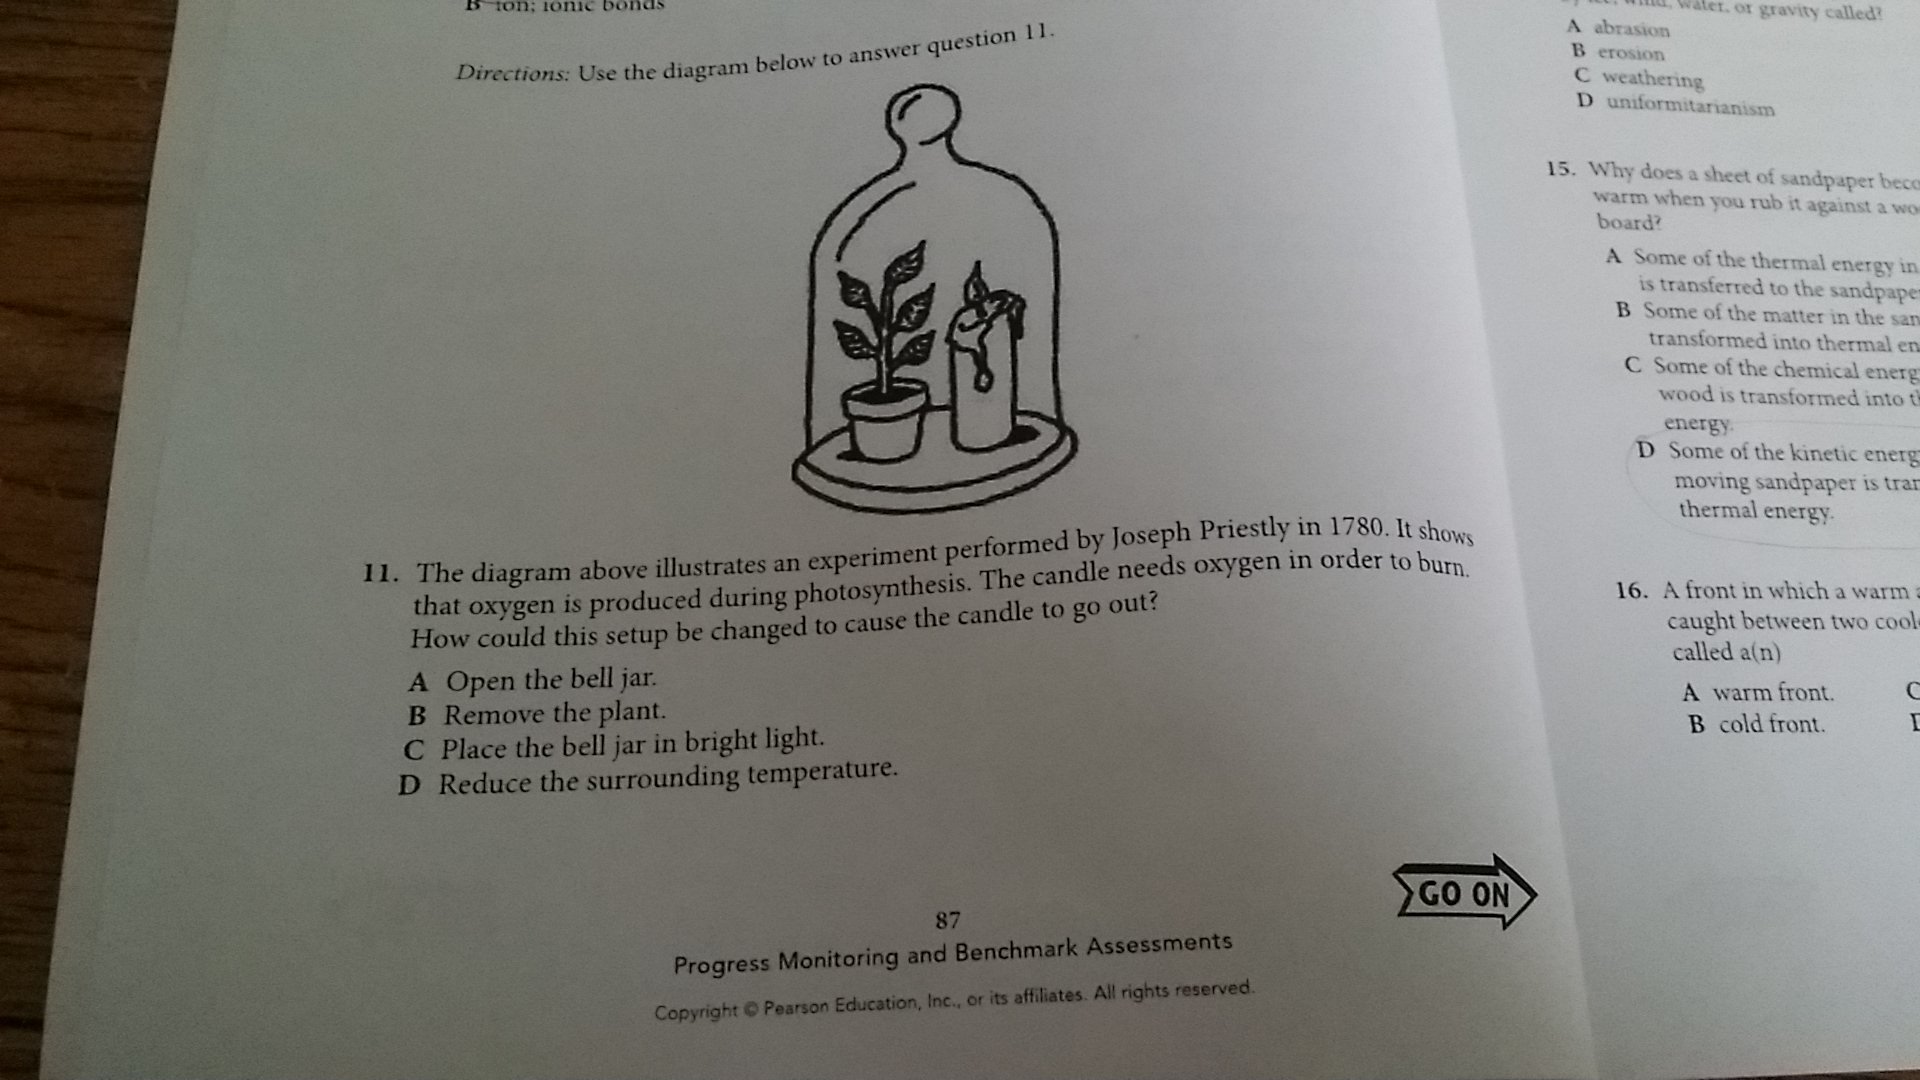 B ion; ionic bonds
Directions: Use the diagram below to answer question 11.
11. The diagram above illustrates an experiment performed by Joseph Priestly in 1780. It shows
that oxygen is produced during photosynthesis. The candle needs oxygen in order to burn.
How could this setup be changed to cause the candle to go out?
A Open the bell jar.
B Remove the plant.
C Place the bell jar in bright light.
D Reduce the surrounding temperature.
GO ON
87
Progress Monitoring and Benchmark Assessments
Copyright © Pearson Education, Inc., or its affiliates. All rights reserved.
water, or gravity called?
A abrasion
B erosion
C weathering
D uniformitarianism
15. Why does a sheet of sandpaper beco
warm when you rub it against a wo
board?
A Some of the thermal energy in
is transferred to the sandpape
B Some of the matter in the san
transformed into thermal en
C Some of the chemical energ
wood is transformed into th
energy.
D Some of the kinetic energ
moving sandpaper is tran
thermal energy.
16. A front in which a warm a
caught between two cool
called a(n)
A warm front. C
B cold front.